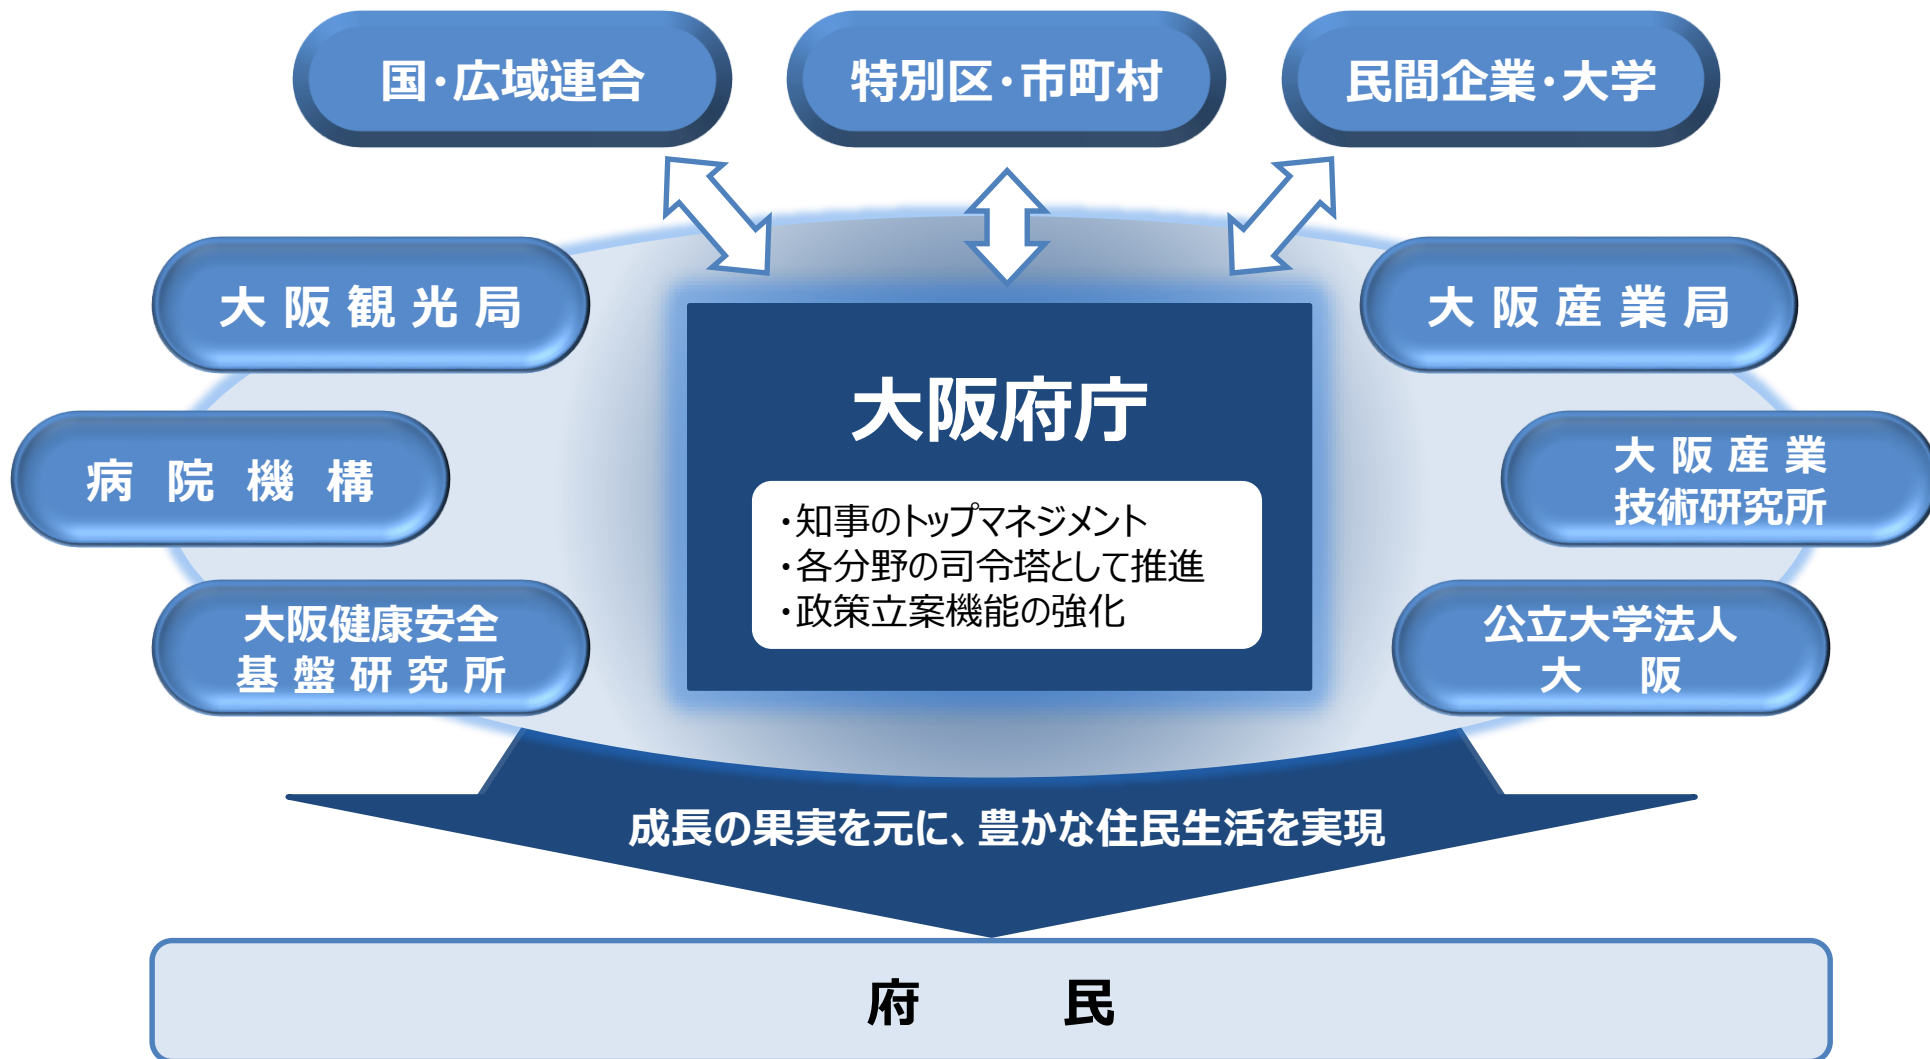 国・広域連合
特別区・市町村
民間企業・大学
大阪観光局
大阪産業局
病院機構
大阪産業
技術研究所
大阪健康安全
基盤研究所
公立大学法人
大　阪
大阪府庁
・知事のトップマネジメント
・各分野の司令塔として推進
・政策立案機能の強化
成長の果実を元に、豊かな住民生活を実現
府　　民